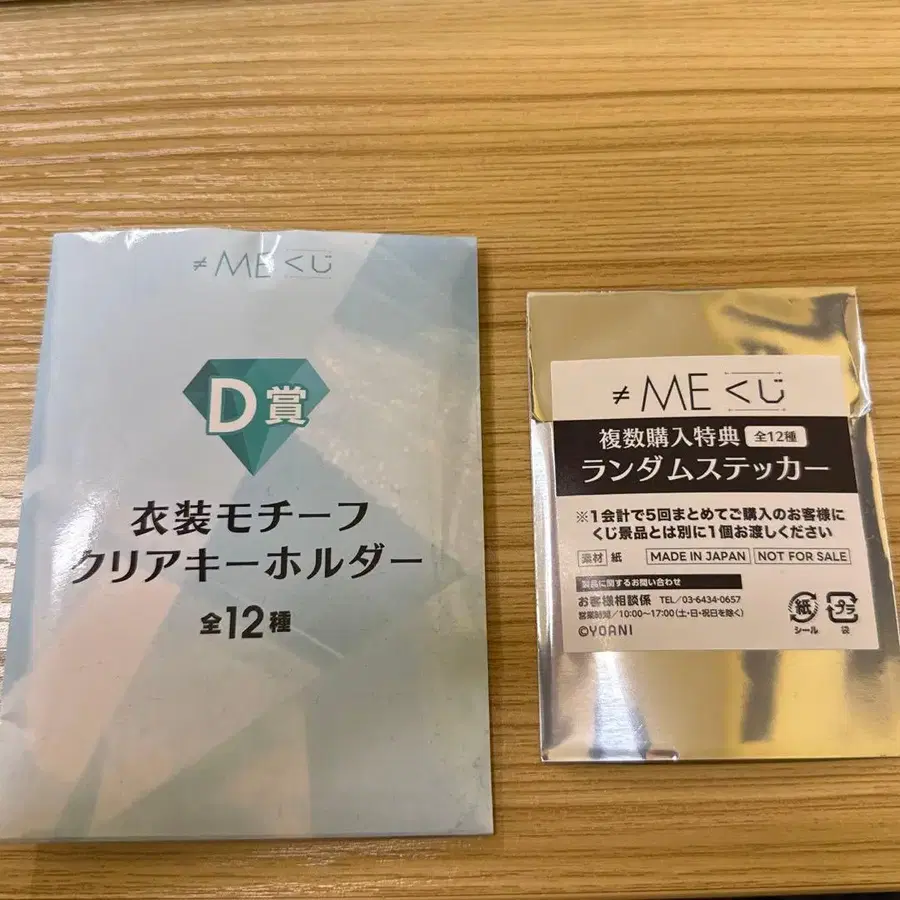 ≠ME くじ
D賞
衣装モチーフ
クリアキーホルダー
全12種
≠ME くじ
複数購入特典 全12種
ランダムステッカー
※1会計で5回まとめてご購入のお客様に
くじ景品とは別に1個お渡しください
素材 紙 MADE IN JAPAN NOT FOR SALE
製品に関するお問い合わせ
お客様相談係 TEL/03-6434-0657
営業時間/10:00~17:00(土・日・祝日を除く)
©YOANI
紙
シール
プラ
袋